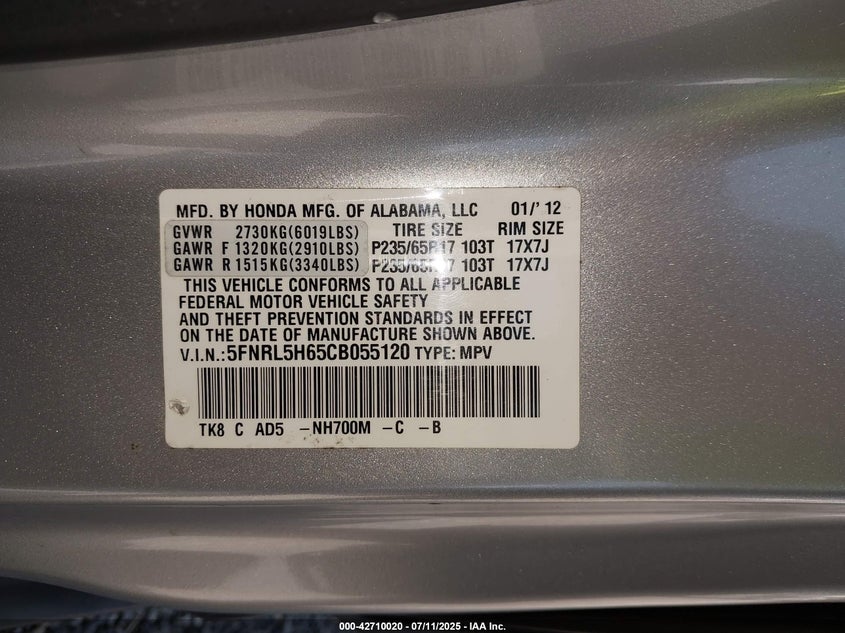 MFD. BY HONDA MFG. OF ALABAMA, LLC 01/' 12
GVWR 2730KG(6019LBS) TIRE SIZE RIM SIZE
GAWR F 1320KG(2910LBS) P235/65R17 103T 17X7J
GAWR R 1515KG(3340LBS) P235/65R17 103T 17X7J
THIS VEHICLE CONFORMS TO ALL APPLICABLE
FEDERAL MOTOR VEHICLE SAFETY
AND THEFT PREVENTION STANDARDS IN EFFECT
ON THE DATE OF MANUFACTURE SHOWN ABOVE.
V.I.N.:5FNRL5H65CB055120 TYPE: MPV
TK8 C AD5 -NH700M -C -B
000-42710020 - 07/11/2025 - IAA Inc.